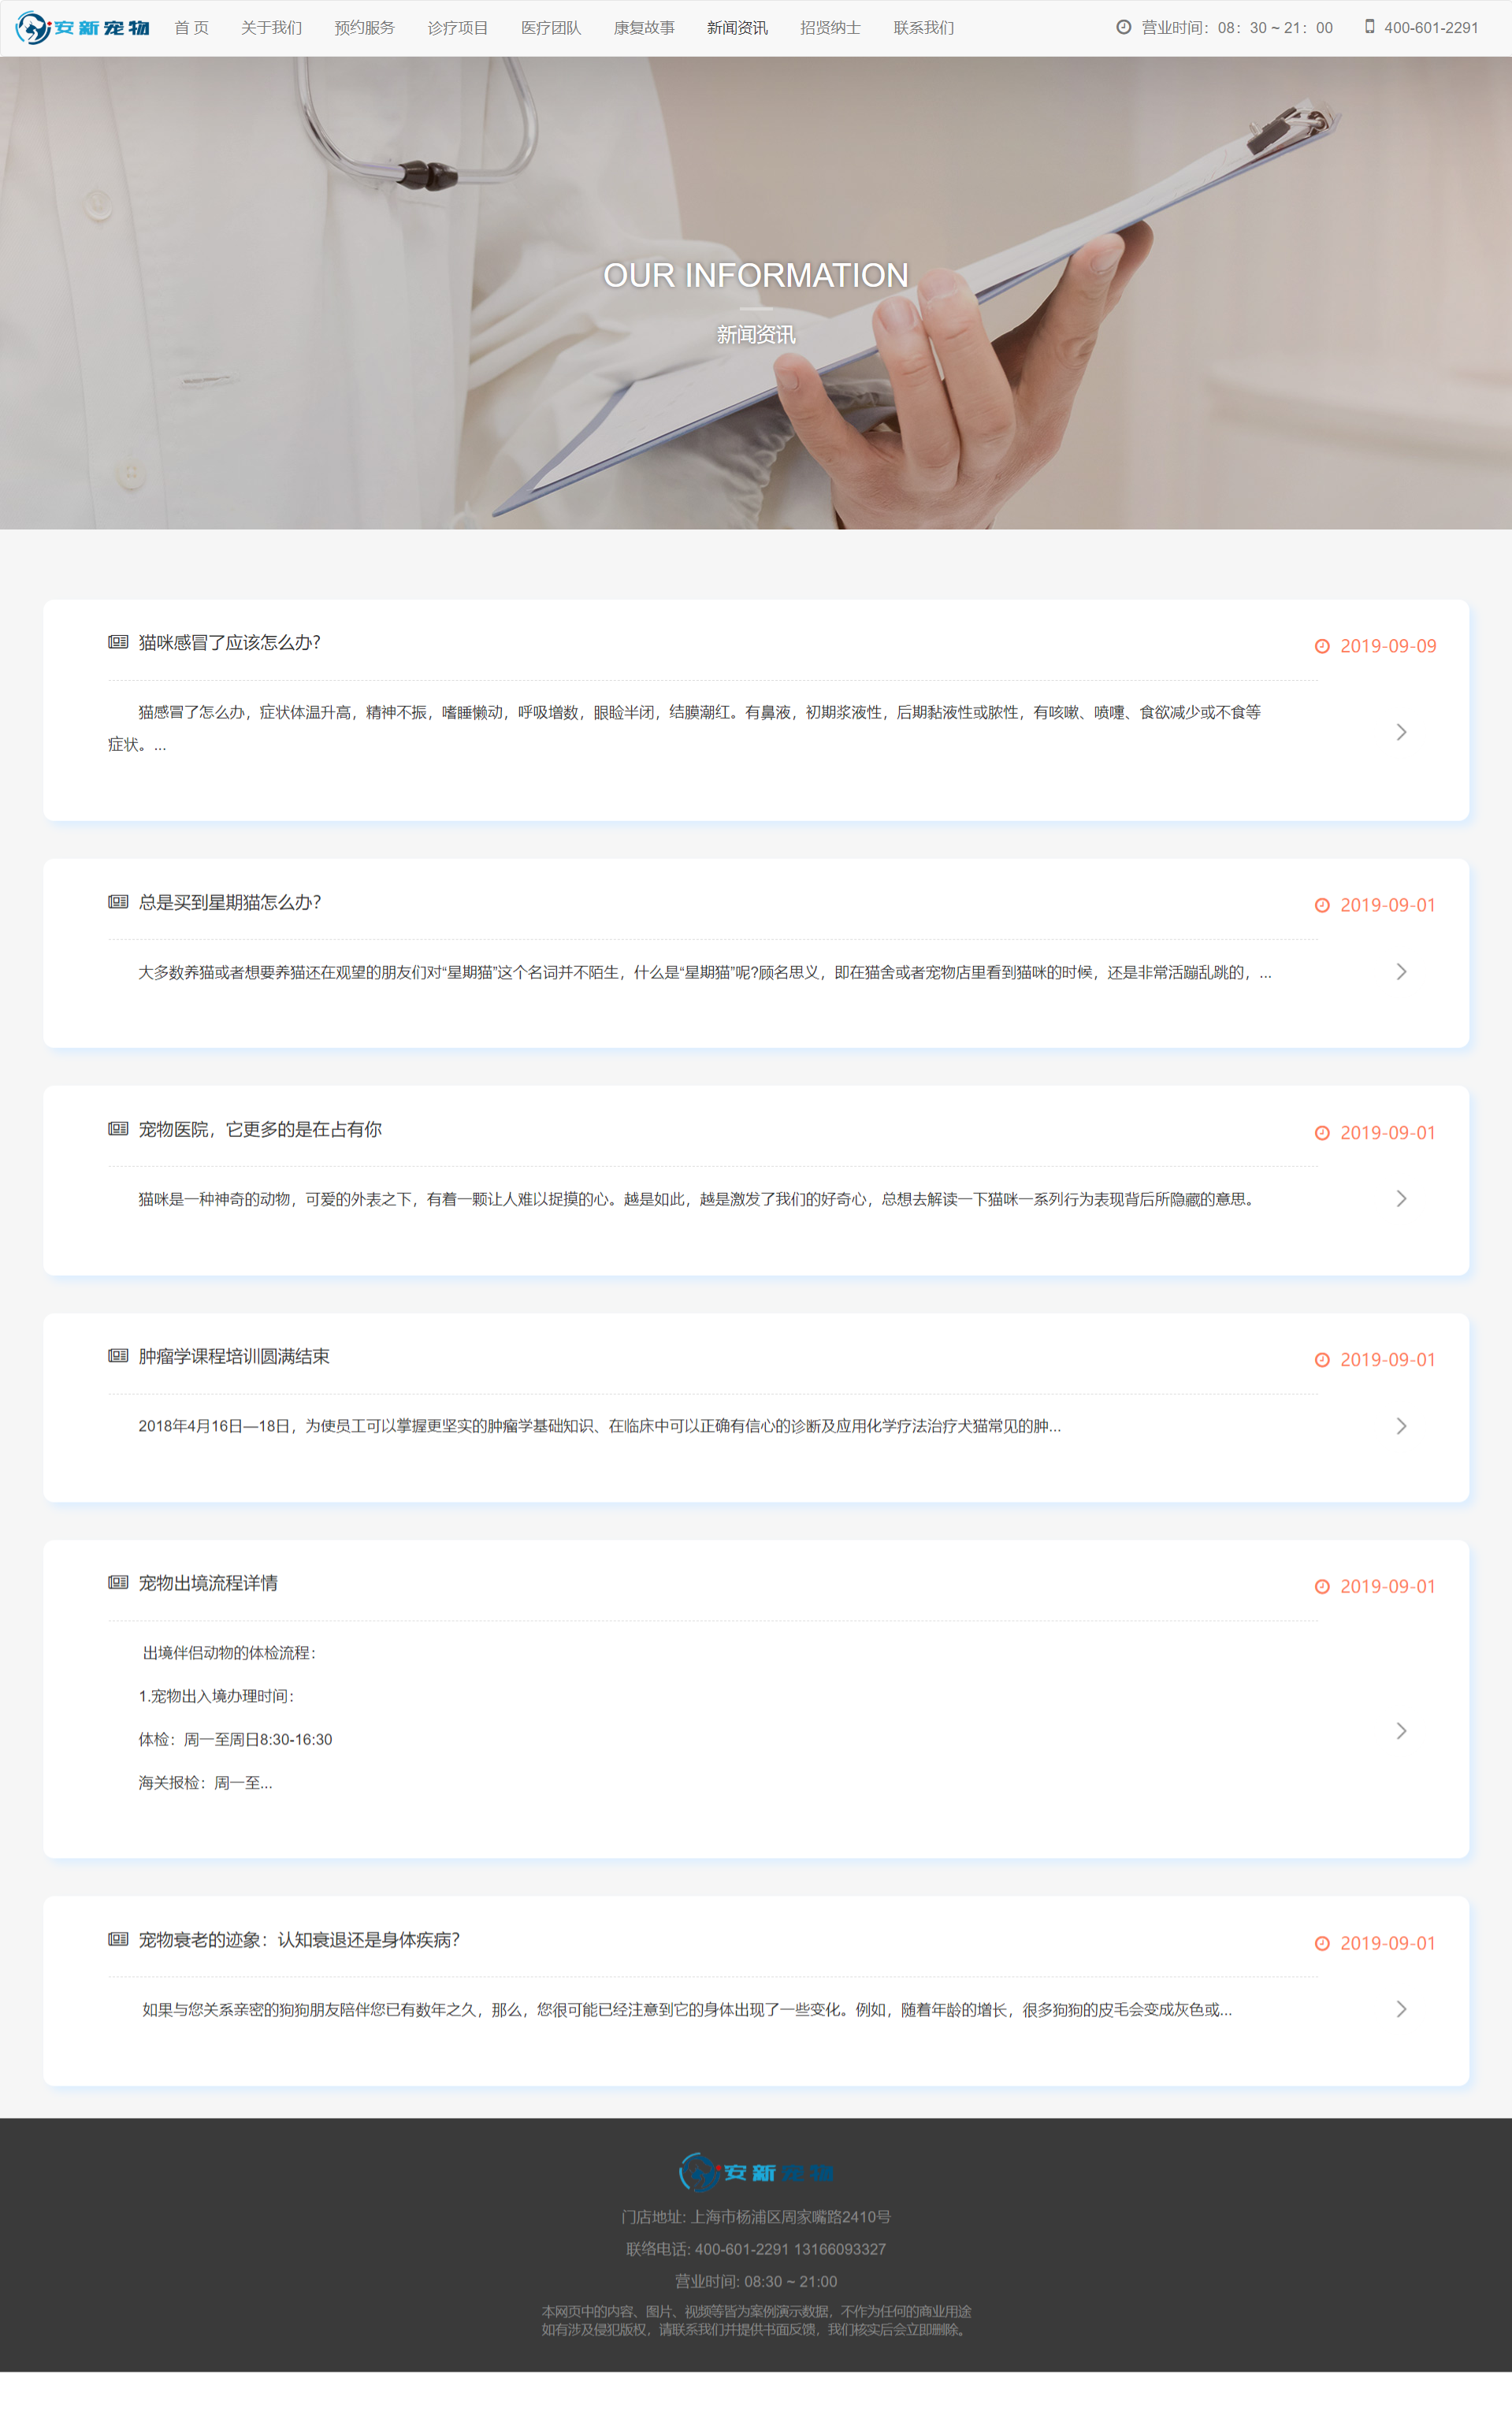 安新宠物 首 页 关于我们 预约服务 诊疗项目 医疗团队 康复故事 新闻资讯 招贤纳士 联系我们 营业时间：08：30 ~ 21：00 400-601-2291
OUR INFORMATION
新闻资讯
猫咪感冒了应该怎么办？ 2019-09-09
猫感冒了怎么办，症状体温升高，精神不振，嗜睡懒动，呼吸增数，眼睑半闭，结膜潮红。有鼻液，初期浆液性，后期黏液性或脓性，有咳嗽、喷嚏、食欲减少或不食等
症状。...
总是买到星期猫怎么办？ 2019-09-01
大多数养猫或者想要养猫还在观望的朋友们对“星期猫”这个名词并不陌生，什么是“星期猫”呢?顾名思义，即在猫舍或者宠物店里看到猫咪的时候，还是非常活蹦乱跳的，...
宠物医院，它更多的是在占有你 2019-09-01
猫咪是一种神奇的动物，可爱的外表之下，有着一颗让人难以捉摸的心。越是如此，越是激发了我们的好奇心，总想去解读一下猫咪一系列行为表现背后所隐藏的意思。
肿瘤学课程培训圆满结束 2019-09-01
2018年4月16日—18日，为使员工可以掌握更坚实的肿瘤学基础知识、在临床中可以正确有信心的诊断及应用化学疗法治疗犬猫常见的肿...
宠物出境流程详情 2019-09-01
出境伴侣动物的体检流程：
1.宠物出入境办理时间：
体检：周一至周日8:30-16:30
海关报检：周一至...
宠物衰老的迹象：认知衰退还是身体疾病？ 2019-09-01
如果与您关系亲密的狗狗朋友陪伴您已有数年之久，那么，您很可能已经注意到它的身体出现了一些变化。例如，随着年龄的增长，很多狗狗的皮毛会变成灰色或...
安新宠物
门店地址: 上海市杨浦区周家嘴路2410号
联络电话: 400-601-2291 13166093327
营业时间: 08:30 ~ 21:00
本网页中的内容、图片、视频等皆为案例演示数据，不作为任何的商业用途
如有涉及侵犯版权，请联系我们并提供书面反馈，我们核实后会立即删除。